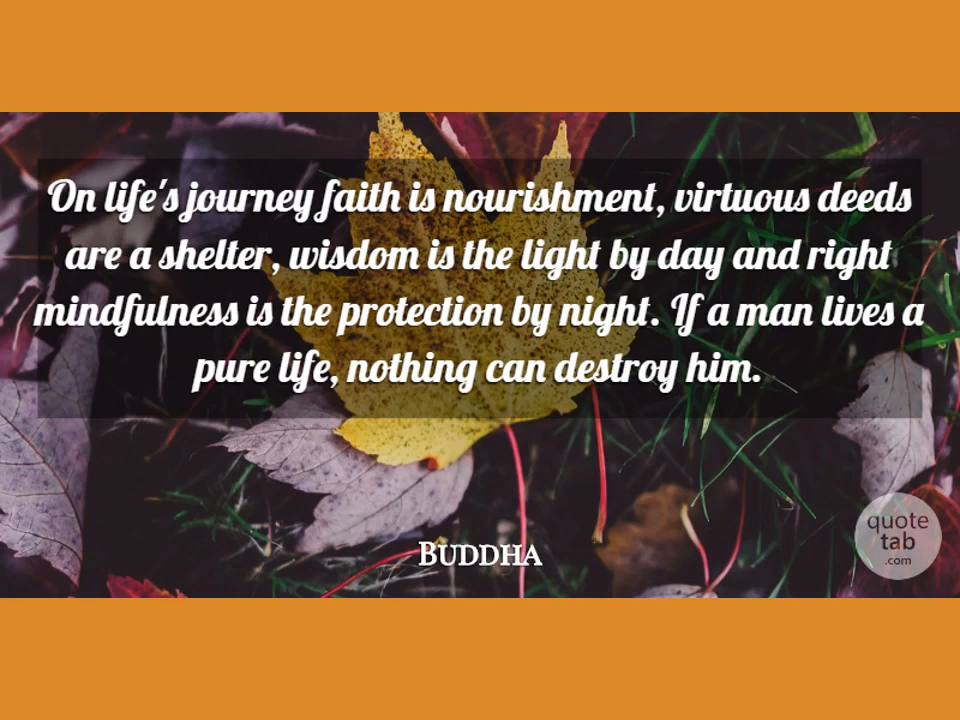 On life's journey faith is nourishment, virtuous deeds
are a shelter, wisdom is the light by day and right
mindfulness is the protection by night. If a man lives a
pure life, nothing can destroy him.
Buddha
quote
tab
.com